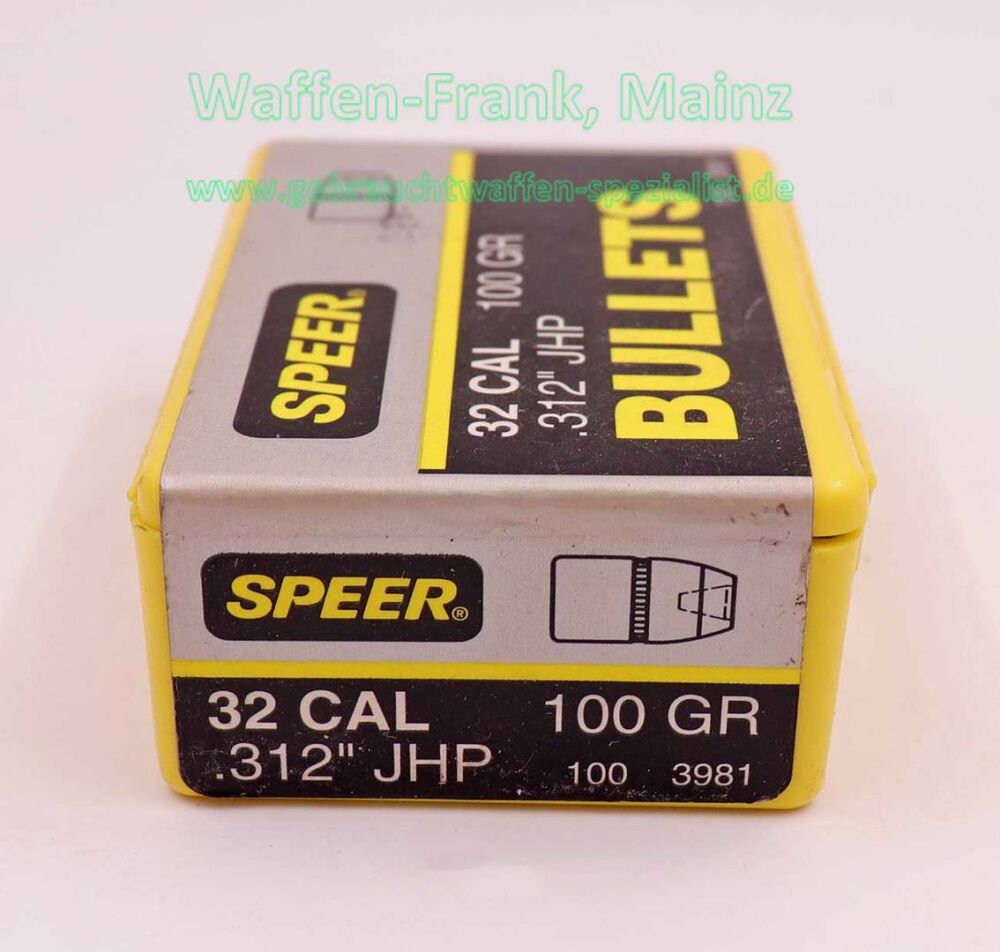 Waffen-Frank, Mainz
www.gebrauchtwaffen-spezialist.de
SPEER®
32 CAL 100 GR
.312" JHP
BULLETS
SPEER®
32 CAL 100 GR
.312" JHP 100 3981